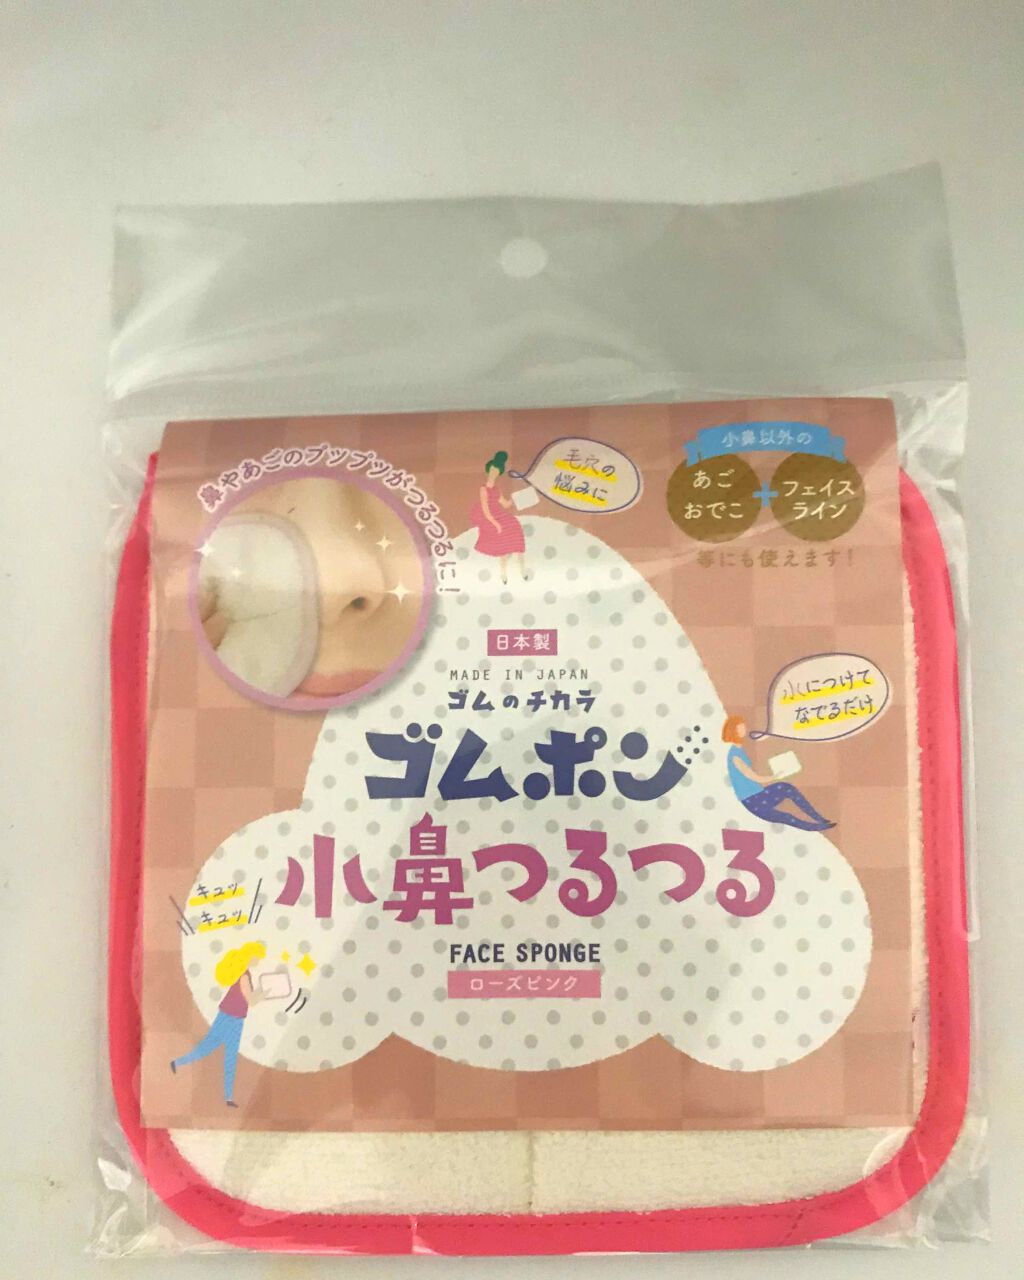 鼻やあごのブップツがつるつるに!
毛穴の
悩みに
小鼻以外の
あご
おでこ
+
フェイス
ライン
等にも使えます!
日本製
MADE IN JAPAN
ゴムのチカラ
ゴムポン
水につけて
なでるだけ
小鼻つるつる
キュッ
キュッ
FACE SPONGE
ローズピンク